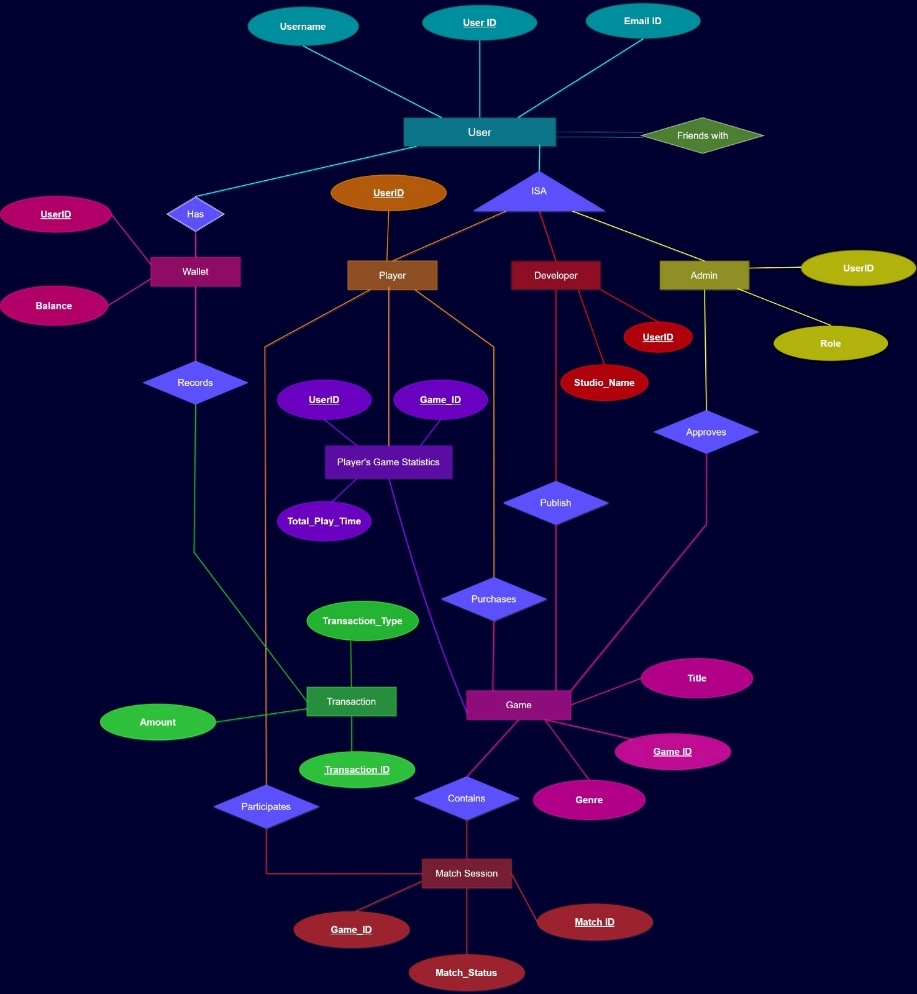 Username
User ID
Email ID
User
Friends with
ISA
UserID
UserID
Has
Wallet
Player
Developer
Admin
UserID
Balance
UserID
Role
Records
Studio_Name
UserID
Game_ID
Approves
Player's Game Statistics
Publish
Total_Play_Time
Purchases
Transaction_Type
Title
Transaction
Game
Amount
Game ID
Transaction ID
Contains
Genre
Participates
Match Session
Game_ID
Match ID
Match_Status